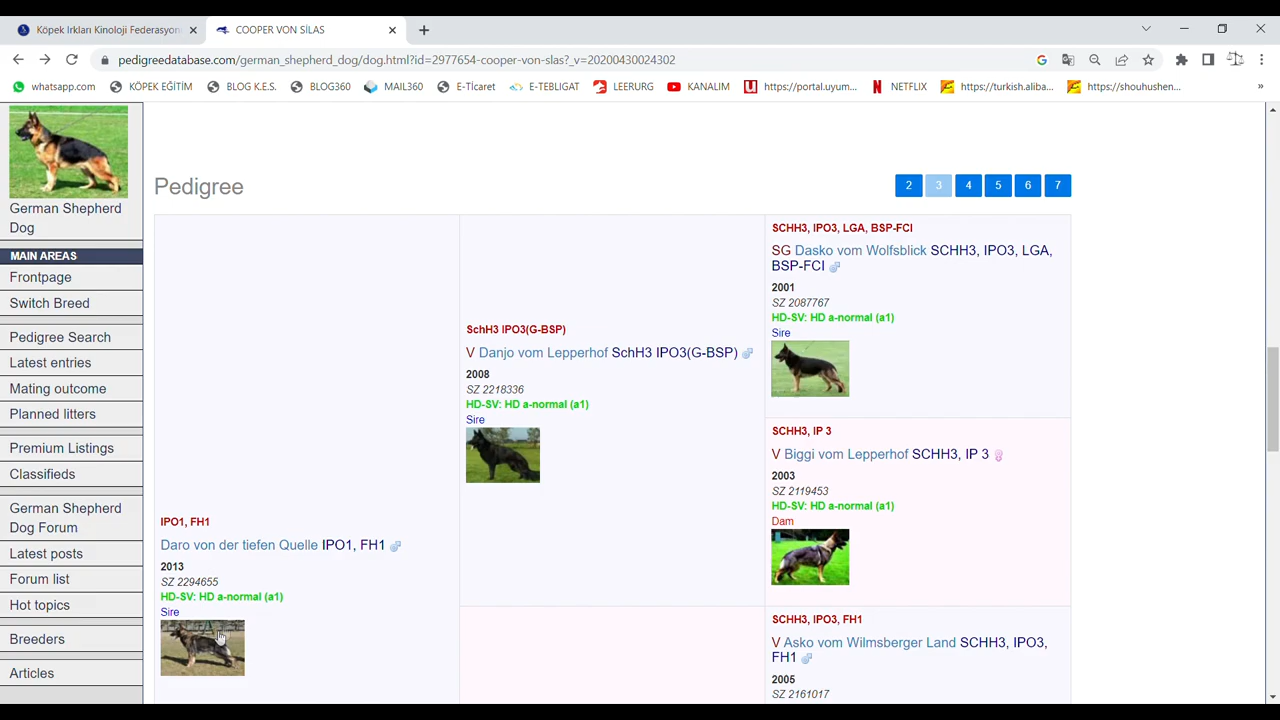 Köpek Irkları Kinoloji Federasyon
COOPER VON SİLAS
pedigreedatabase.com/german_shepherd_dog/dog.html?id=2977654-cooper-von-slas?_v=20200430024302
whatsapp.com
KÖPEK EĞİTİM
BLOG K.E.S.
BLOG360
MAIL360
E-Ticaret
E-TEBLIGAT
LEERURG
KANALIM
https://portal.uyum...
NETFLIX
https://turkish.aliba...
https://shouhushen...
»
German Shepherd
Dog
MAIN AREAS
Frontpage
Switch Breed
Pedigree Search
Latest entries
Mating outcome
Planned litters
Premium Listings
Classifieds
German Shepherd
Dog Forum
Latest posts
Forum list
Hot topics
Breeders
Articles
Pedigree
2 3 4 5 6 7
IPO1, FH1
Daro von der tiefen Quelle IPO1, FH1
2013
SZ 2294655
HD-SV: HD a-normal (a1)
Sire
SchH3 IPO3(G-BSP)
V Danjo vom Lepperhof SchH3 IPO3(G-BSP)
2008
SZ 2218336
HD-SV: HD a-normal (a1)
Sire
SCHH3, IPO3, LGA, BSP-FCI
SG Dasko vom Wolfsblick SCHH3, IPO3, LGA,
BSP-FCI
2001
SZ 2087767
HD-SV: HD a-normal (a1)
Sire
SCHH3, IP 3
V Biggi vom Lepperhof SCHH3, IP 3
2003
SZ 2119453
HD-SV: HD a-normal (a1)
Dam
SCHH3, IPO3, FH1
V Asko vom Wilmsberger Land SCHH3, IPO3,
FH1
2005
SZ 2161017